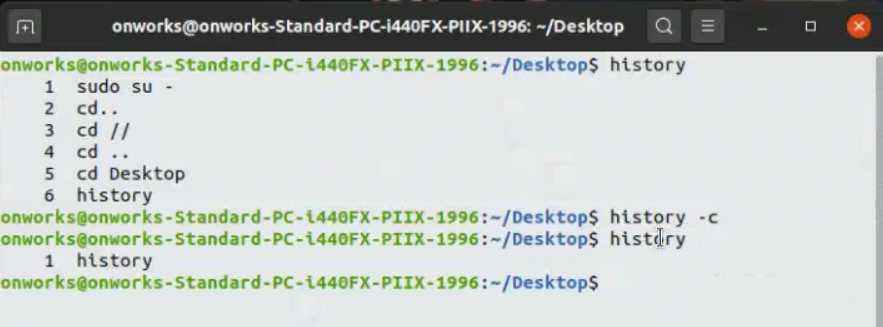 onworks@onworks-Standard-PC-i440FX-PIIX-1996: ~/Desktop
onworks@onworks-Standard-PC-i440FX-PIIX-1996:~/Desktop$ history
1 sudo su -
2 cd..
3 cd //
4 cd ..
5 cd Desktop
6 history
onworks@onworks-Standard-PC-i440FX-PIIX-1996:~/Desktop$ history -c
onworks@onworks-Standard-PC-i440FX-PIIX-1996:~/Desktop$ history
1 history
onworks@onworks-Standard-PC-i440FX-PIIX-1996:~/Desktop$